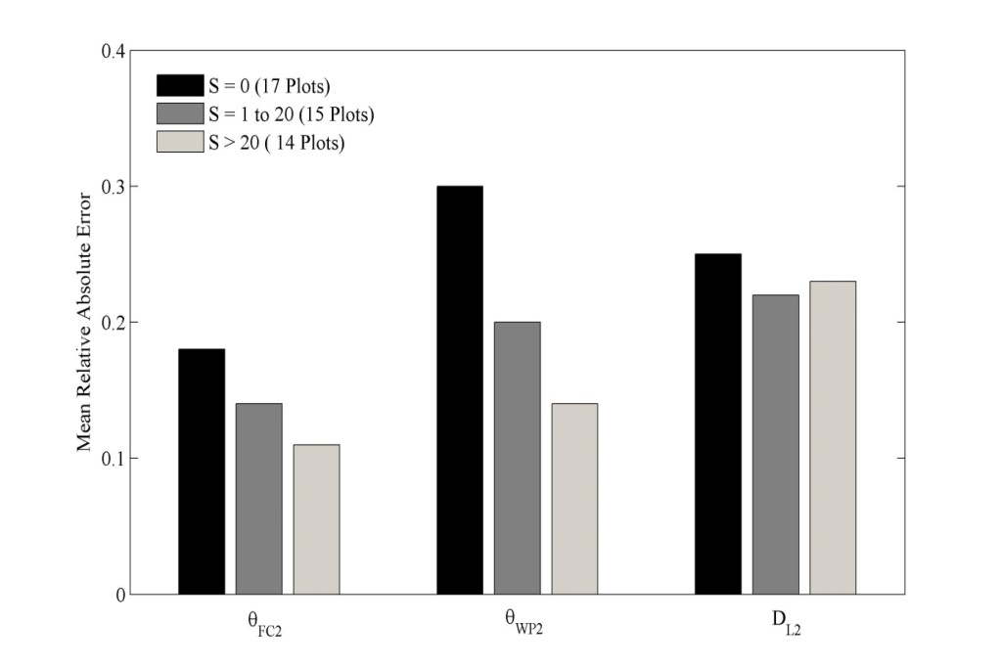 0.4
S = 0 (17 Plots)
S = 1 to 20 (15 Plots)
S > 20 ( 14 Plots)
0.3
Mean Relative Absolute Error
0.2
0.1
0
θFC2 θWP2 DL2